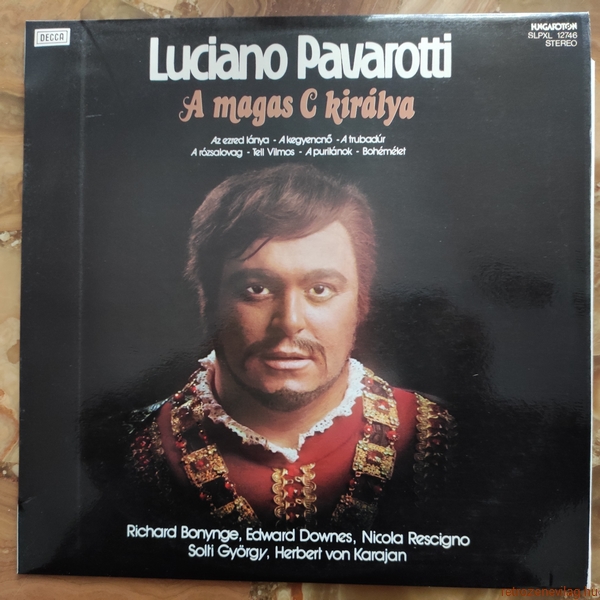 DECCA
HUNGAROTON
SLPXL 12746
STEREO
Luciano Pavarotti
A magas C királya
Az ezred lánya - A kegyencnő - A trubadúr
A rózsalovag - Tell Vilmos - A puritánok - Bohémélet
Richard Bonynge, Edward Downes, Nicola Rescigno
Solti György, Herbert von Karajan